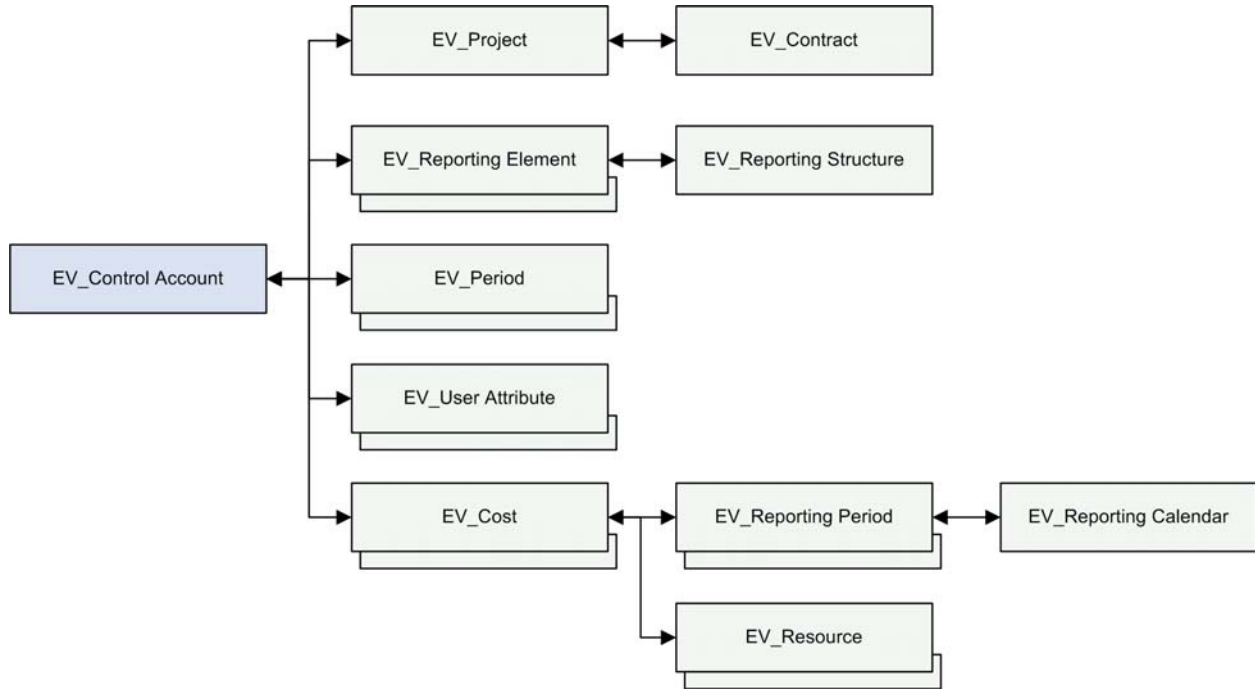 EV_Project
EV_Contract
EV_Reporting Element
EV_Reporting Structure
EV_Control Account
EV_Period
EV_User Attribute
EV_Cost
EV_Reporting Period
EV_Reporting Calendar
EV_Resource